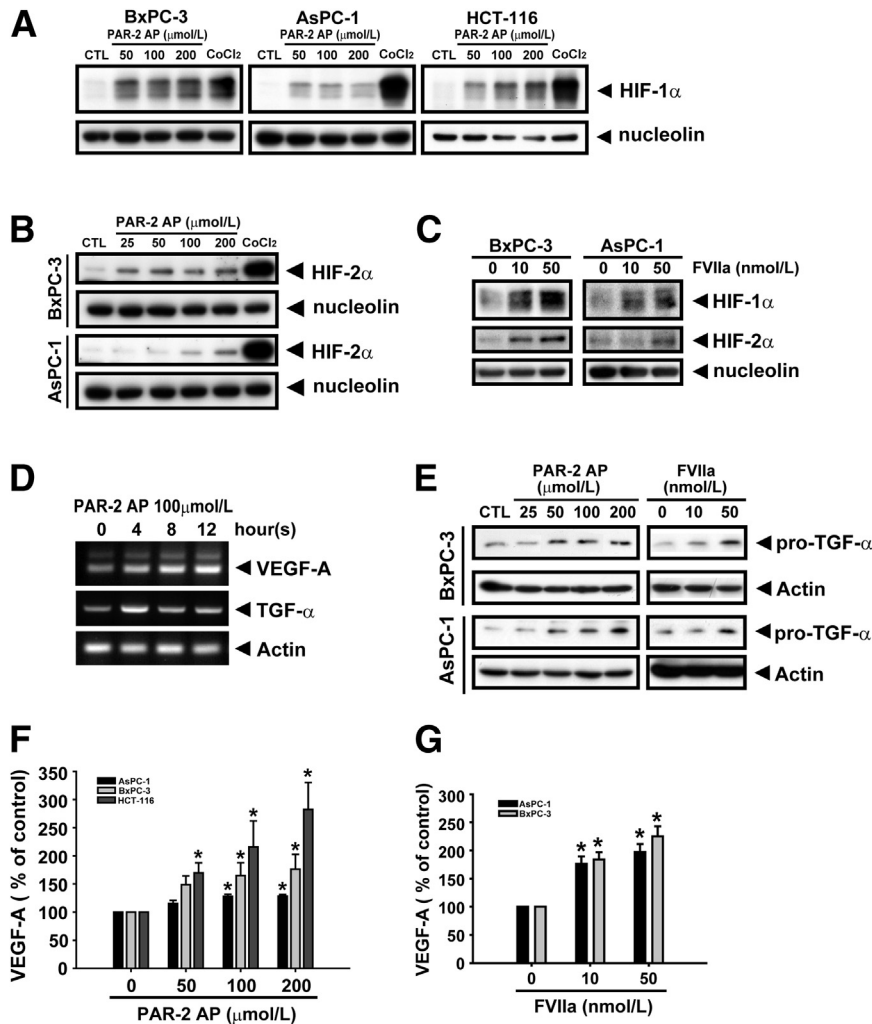 A
BxPC-3 AsPC-1 HCT-116
PAR-2 AP (μmol/L) PAR-2 AP (μmol/L) PAR-2 AP (μmol/L)
CTL 50 100 200 CoCl2 CTL 50 100 200 CoCl2 CTL 50 100 200 CoCl2
HIF-1α
nucleolin
B
PAR-2 AP (μmol/L)
CTL 25 50 100 200 CoCl2
BxPC-3
HIF-2α
nucleolin
AsPC-1
HIF-2α
nucleolin
C
BxPC-3 AsPC-1
0 10 50 0 10 50 FVIIa (nmol/L)
HIF-1α
HIF-2α
nucleolin
D
PAR-2 AP 100μmol/L
0 4 8 12 hour(s)
VEGF-A
TGF-α
Actin
E
PAR-2 AP FVIIa
(μmol/L) (nmol/L)
CTL 25 50 100 200 0 10 50
BxPC-3
pro-TGF-α
Actin
AsPC-1
pro-TGF-α
Actin
F
VEGF-A ( % of control)
350
300
250
200
150
100
50
0
AsPC-1
BxPC-3
HCT-116
* * * * * * *
0 50 100 200
PAR-2 AP (μmol/L)
G
VEGF-A ( % of control)
300
250
200
150
100
50
0
AsPC-1
BxPC-3
* * * *
0 10 50
FVIIa (nmol/L)